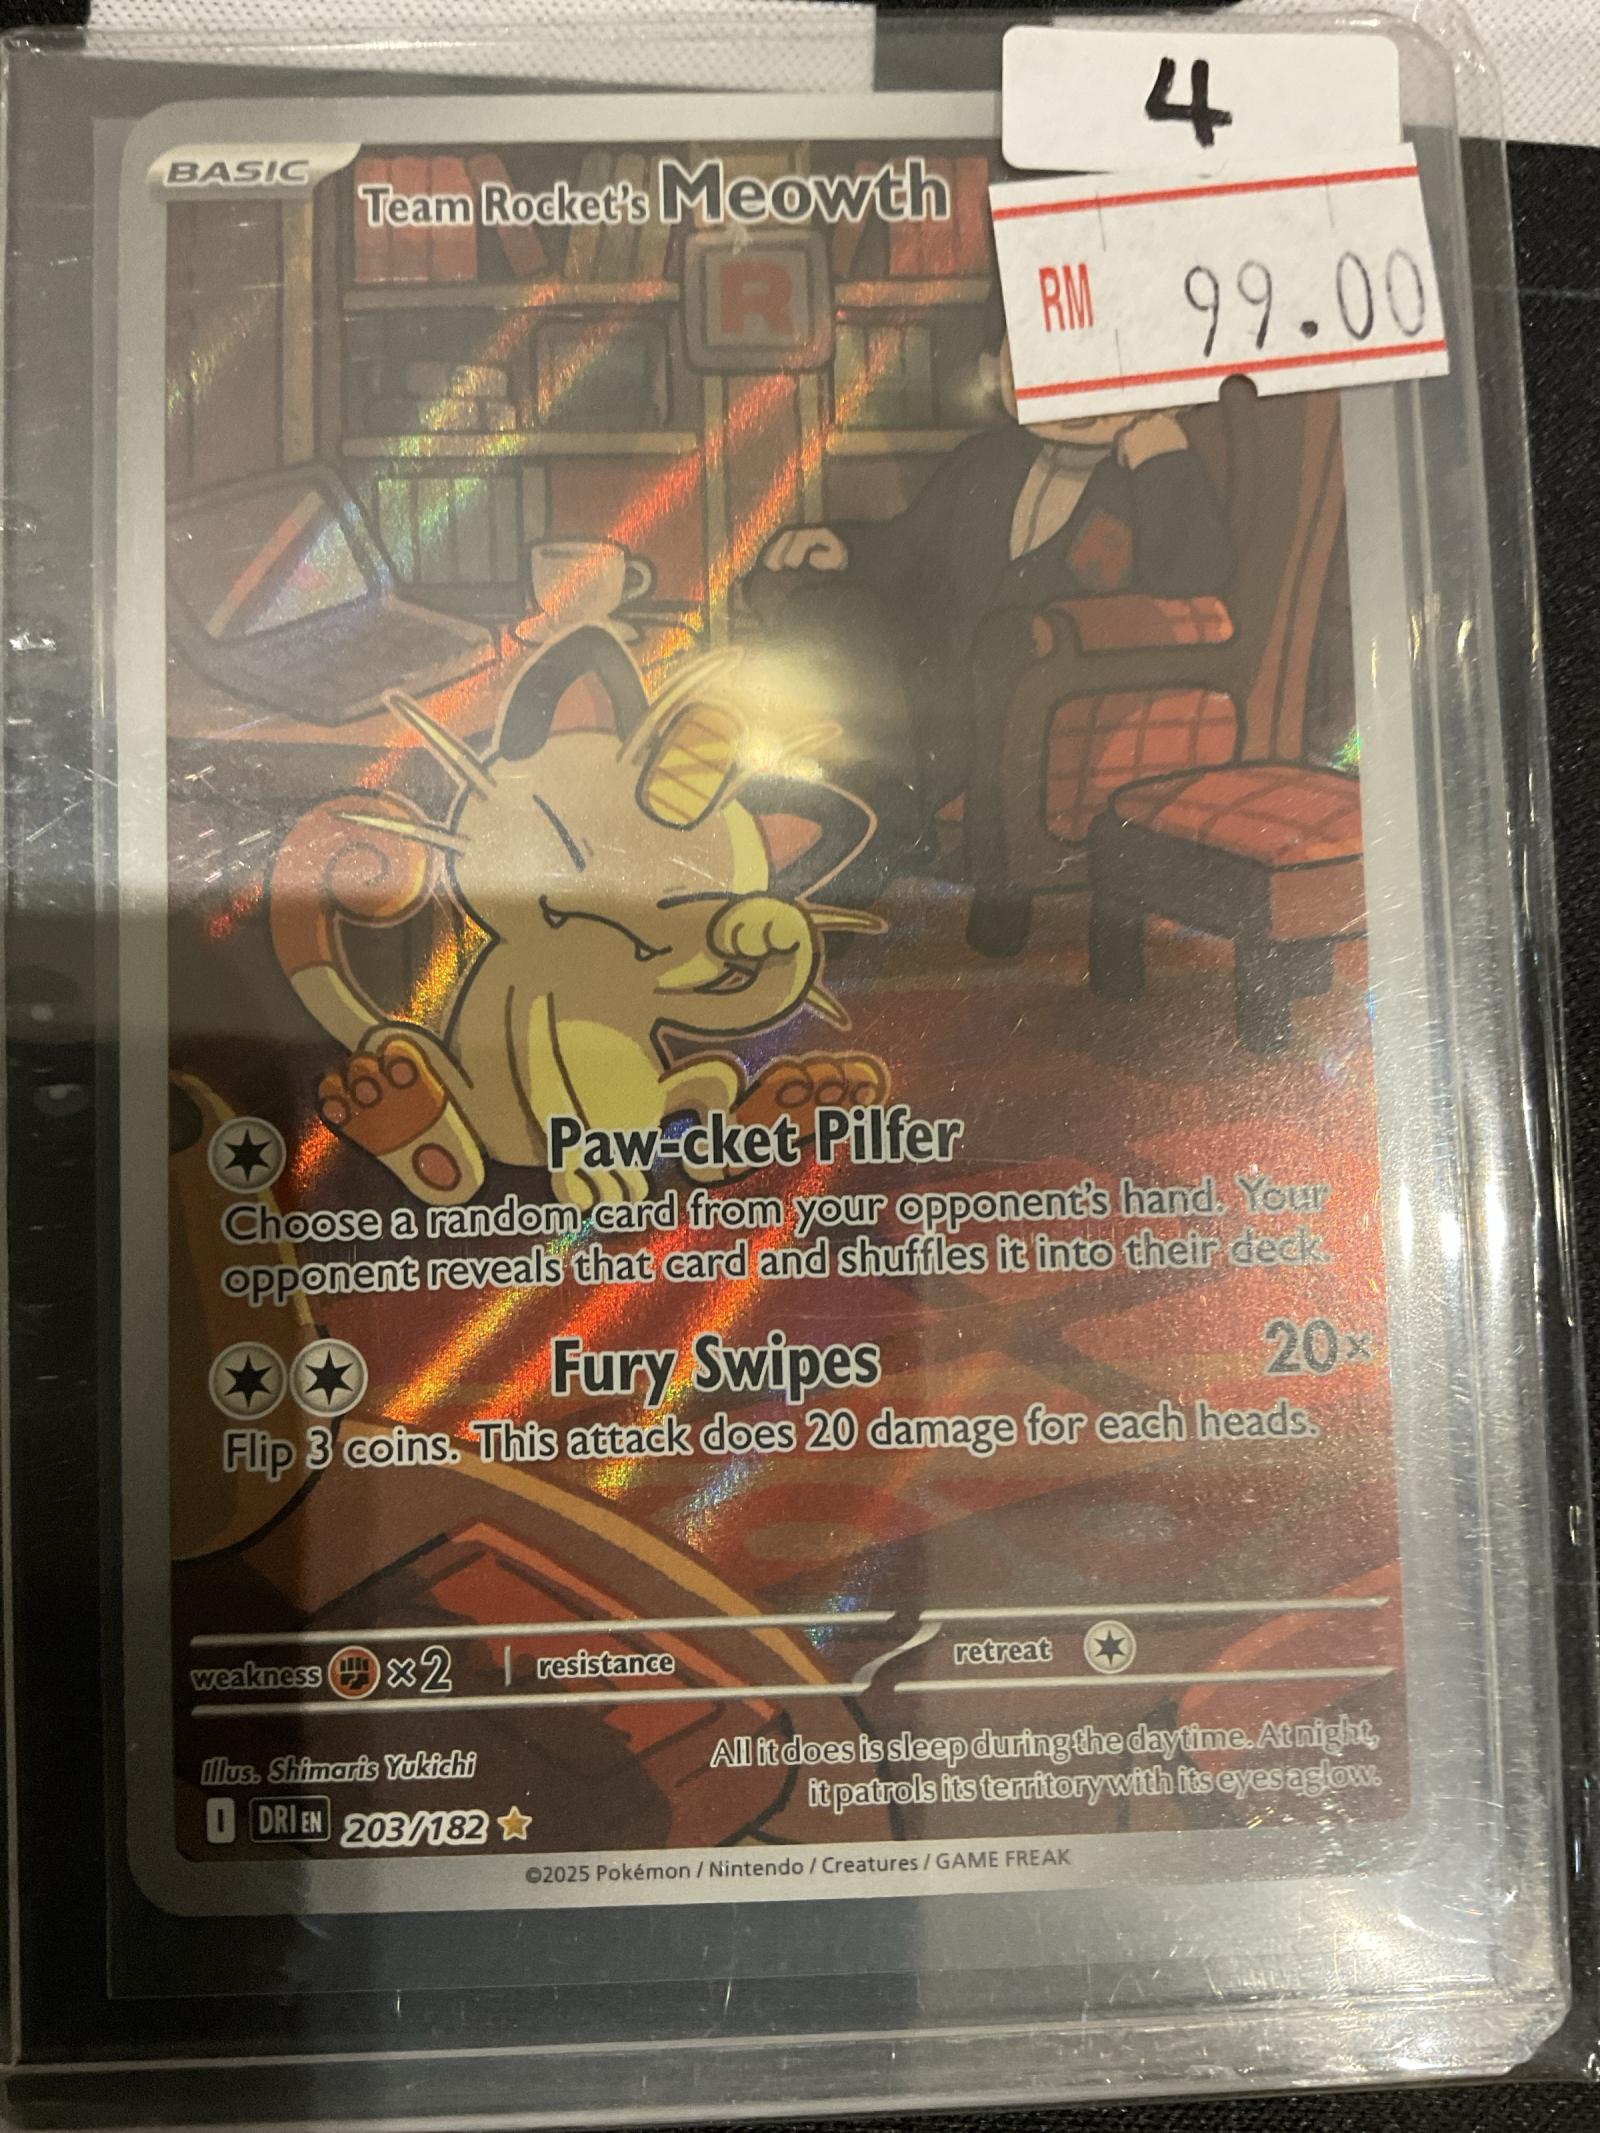 4
BASIC
Team Rocket's Meowth
R
RM 99.00
R
Paw-cket Pilfer
Choose a random card from your opponent's hand. Your
opponent reveals that card and shuffles it into their deck.
Fury Swipes 20×
Flip 3 coins. This attack does 20 damage for each heads.
weakness ×2 resistance retreat
Illus. Shimaris Yukichi
All it does is sleep during the daytime. At night,
it patrols its territory with its eyes aglow.
I DRI EN 203/182
©2025 Pokémon / Nintendo / Creatures / GAME FREAK